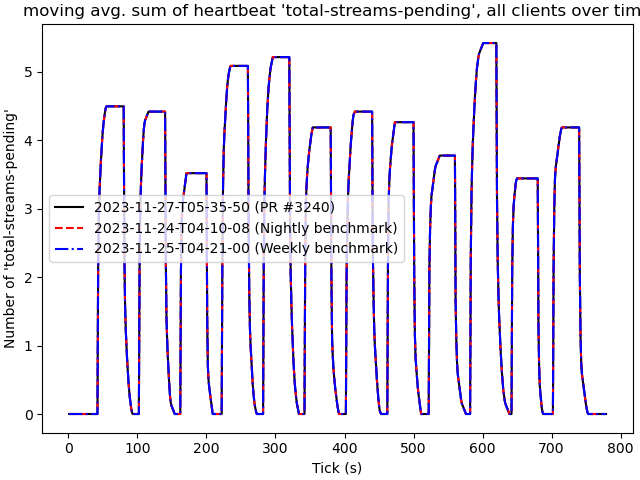 moving avg. sum of heartbeat 'total-streams-pending', all clients over tim
Number of 'total-streams-pending'
5
4
3
2
1
0
2023-11-27-T05-35-50 (PR #3240)
2023-11-24-T04-10-08 (Nightly benchmark)
2023-11-25-T04-21-00 (Weekly benchmark)
0 100 200 300 400 500 600 700 800
Tick (s)